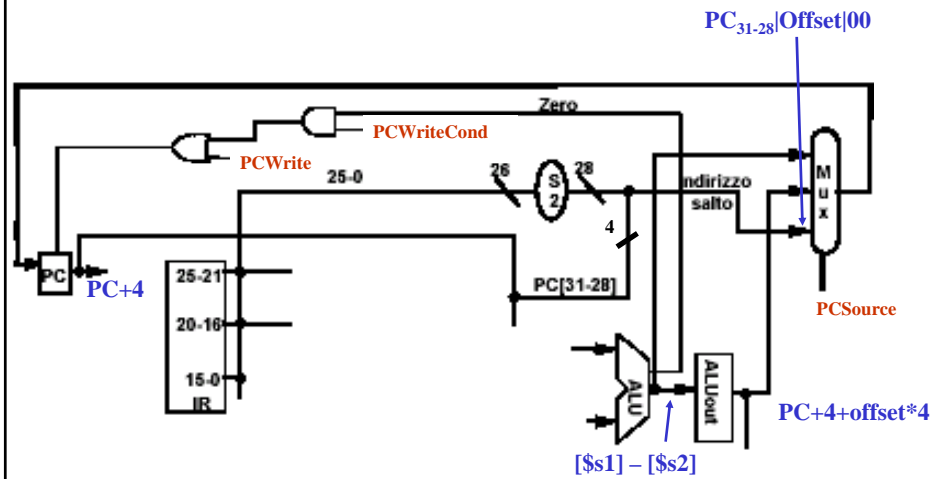 PC31-28|Offset|00
Zero
PCWriteCond
PCWrite
25-0
26
S
2
28
ndirizzo
salto
M
u
x
4
PC
PC+4
25-21
PC[31-28]
20-16
PCSource
15-0
IR
ALU
ALUout
PC+4+offset*4
[$s1] – [$s2]